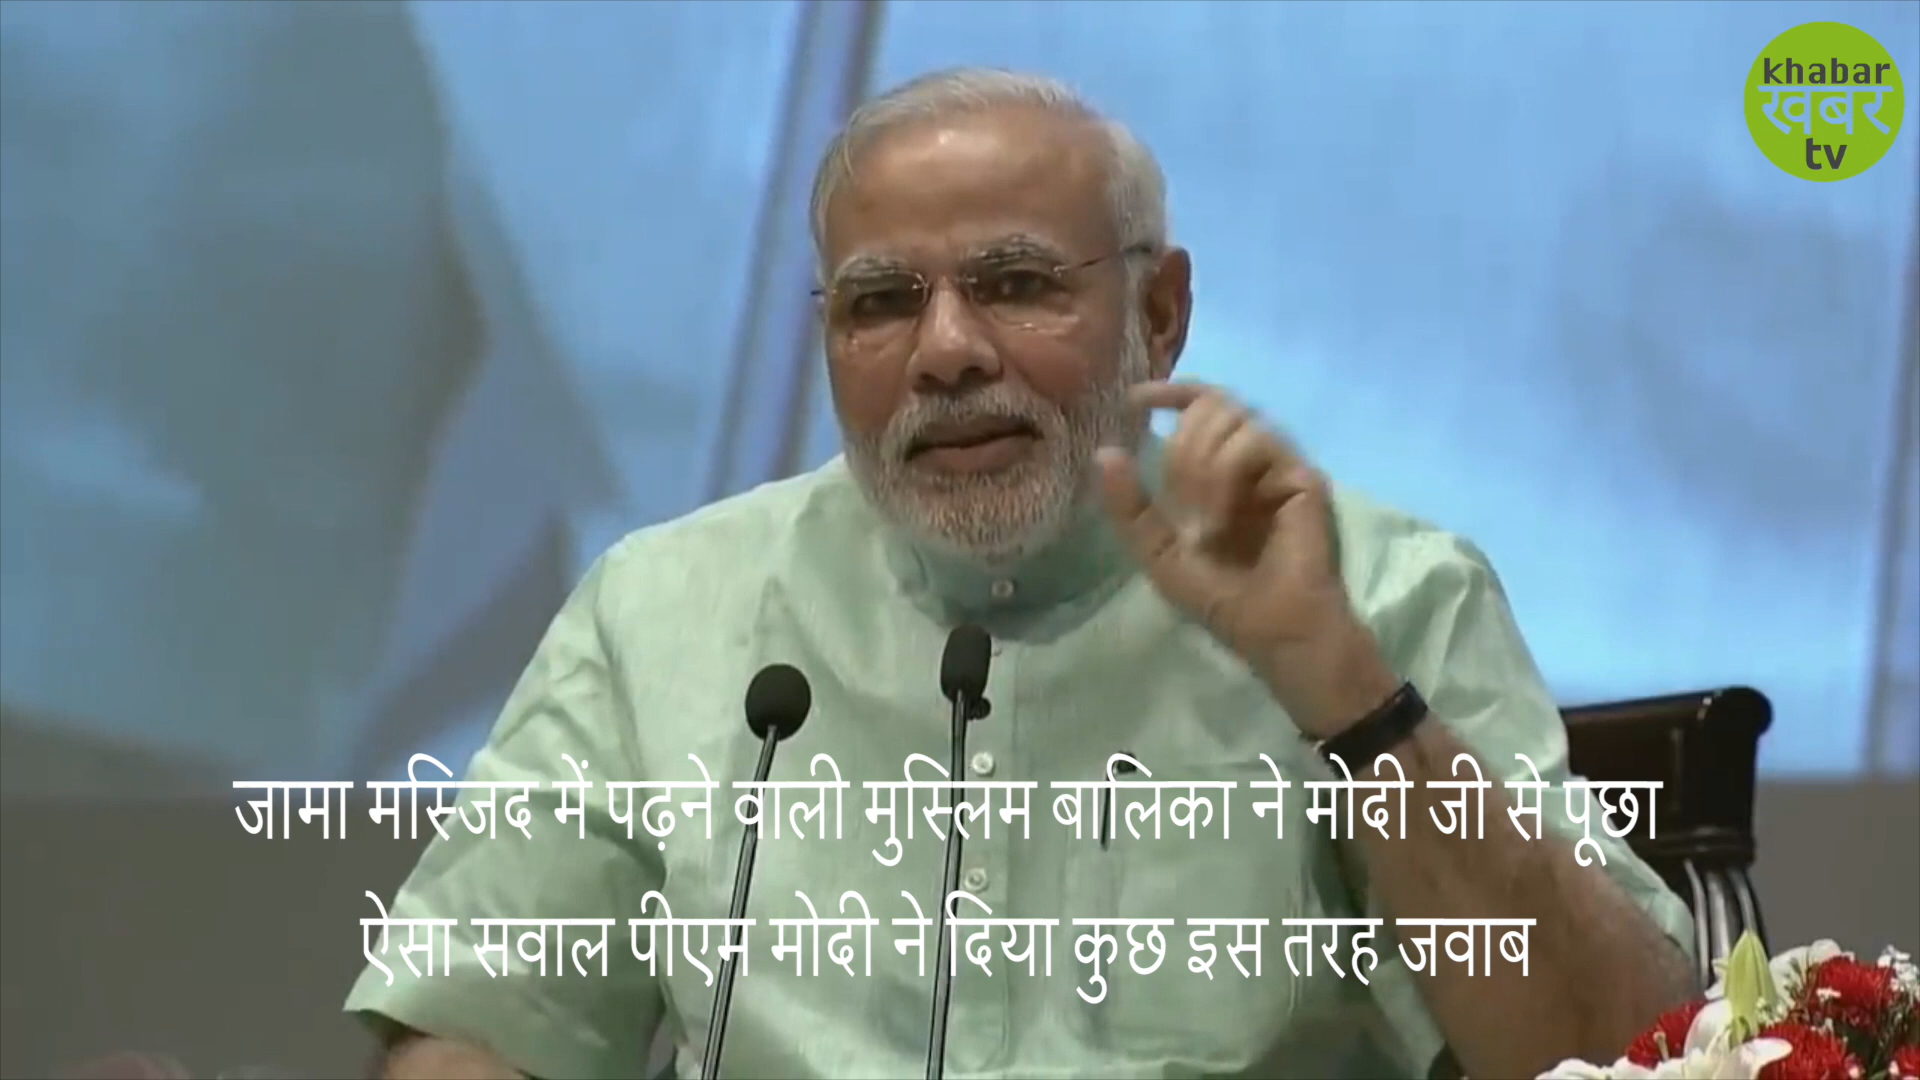 khabar
खबर
tv
जामा मस्जिद में पढ़ने वाली मुस्लिम बालिका ने मोदी जी से पूछा
ऐसा सवाल पीएम मोदी ने दिया कुछ इस तरह जवाब